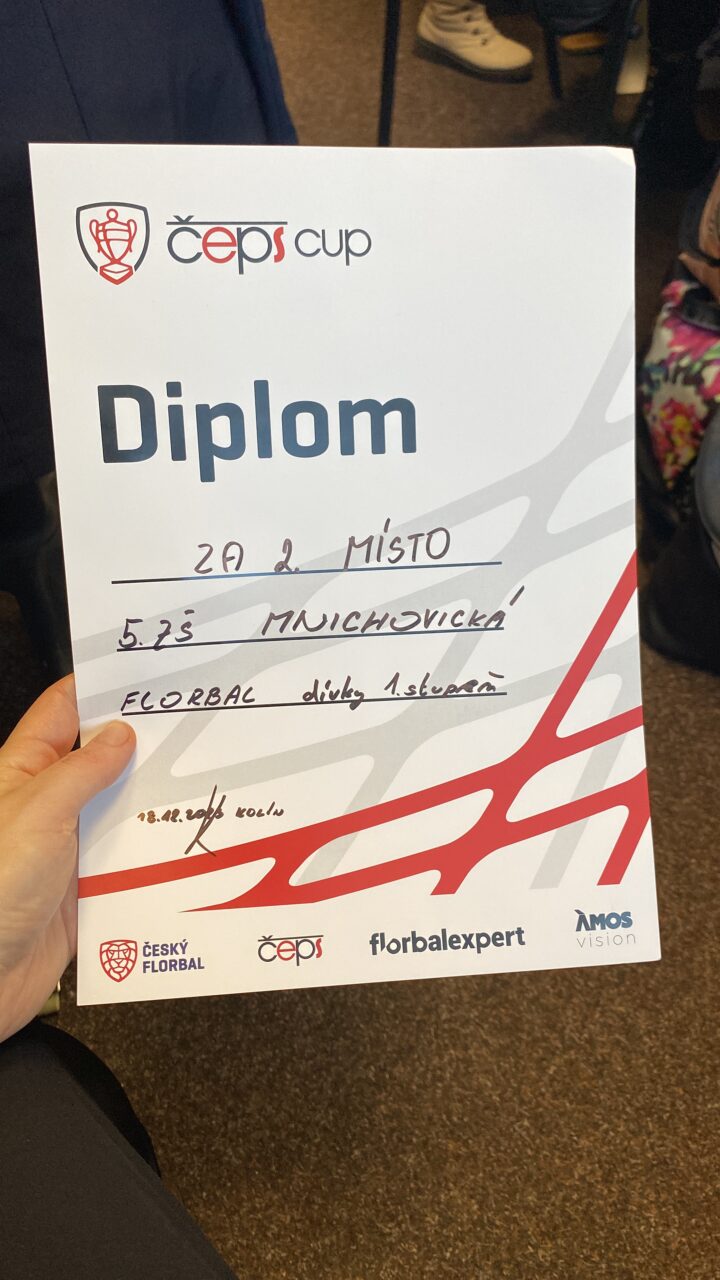 čeps cup
Diplom
ZA 2. MÍSTO
5. ZŠ MNICHOVICKÁ
FLORBAL dívky 1. stupeň
KOLÍN
ČESKÝ
FLORBAL
čeps
florbalexpert
ÀMOS
vision